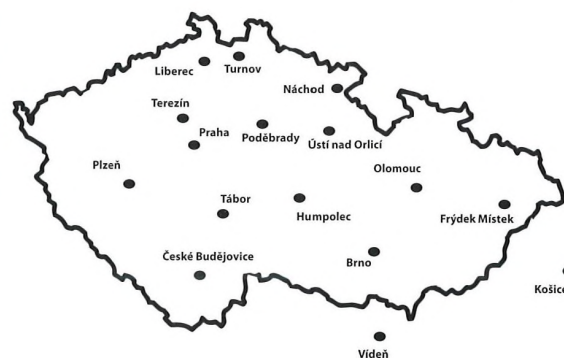 Liberec
Turnov
Náchod
Terezín
Praha
Poděbrady
Ústí nad Orlicí
Plzeň
Olomouc
Tábor
Humpolec
Frýdek Místek
České Budějovice
Brno
Košice
Vídeň